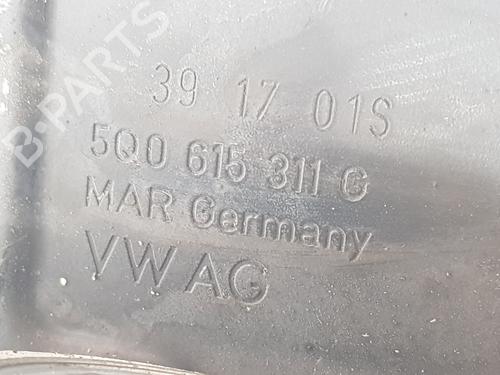 B-PARTS
39 17 01S
5Q0 615 311 G
MAR Germany
VW AG